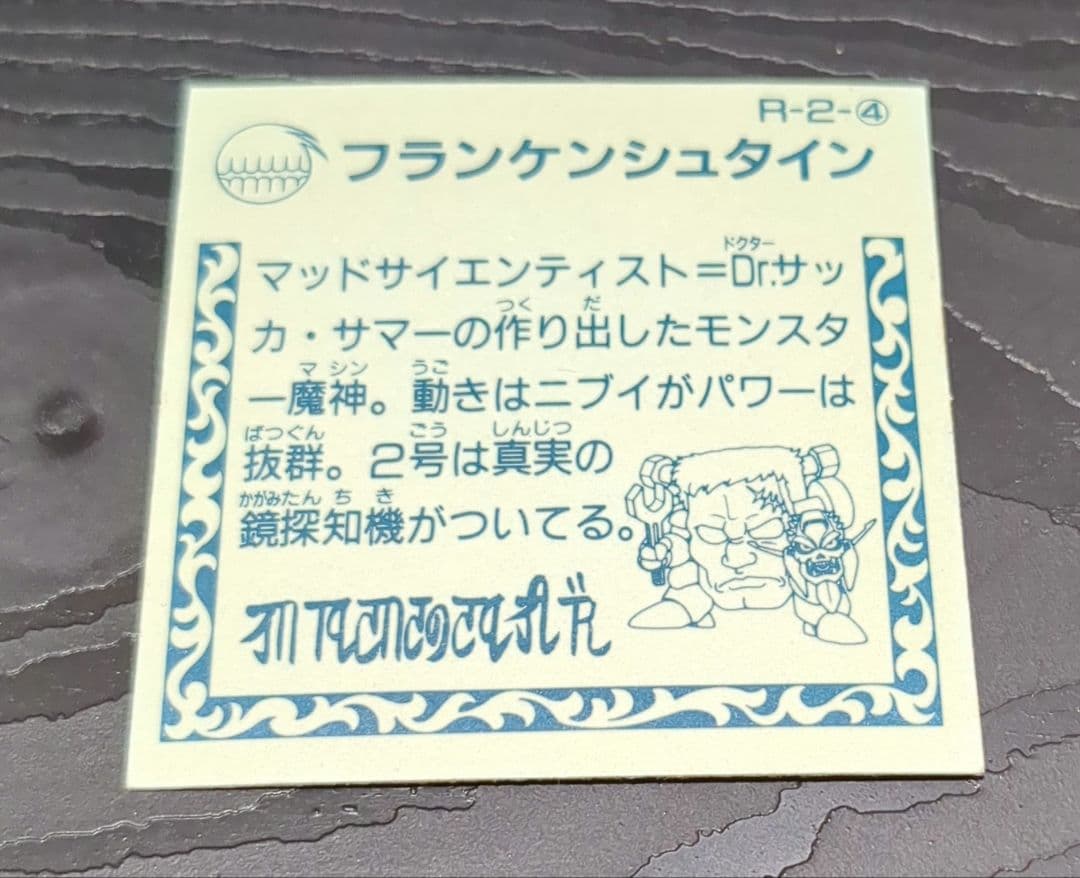 R-2-④
フランケンシュタイン
マッドサイエンティスト＝Dr.サッ
カ・サマーの作り出したモンスタ
ー魔神。動きはニブイがパワーは
抜群。2号は真実の
鏡探知機がついてる。